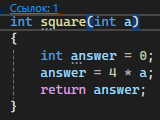 Ссылок: 1
int square(int a)
{
    int answer = 0;
    answer = 4 * a;
    return answer;
}